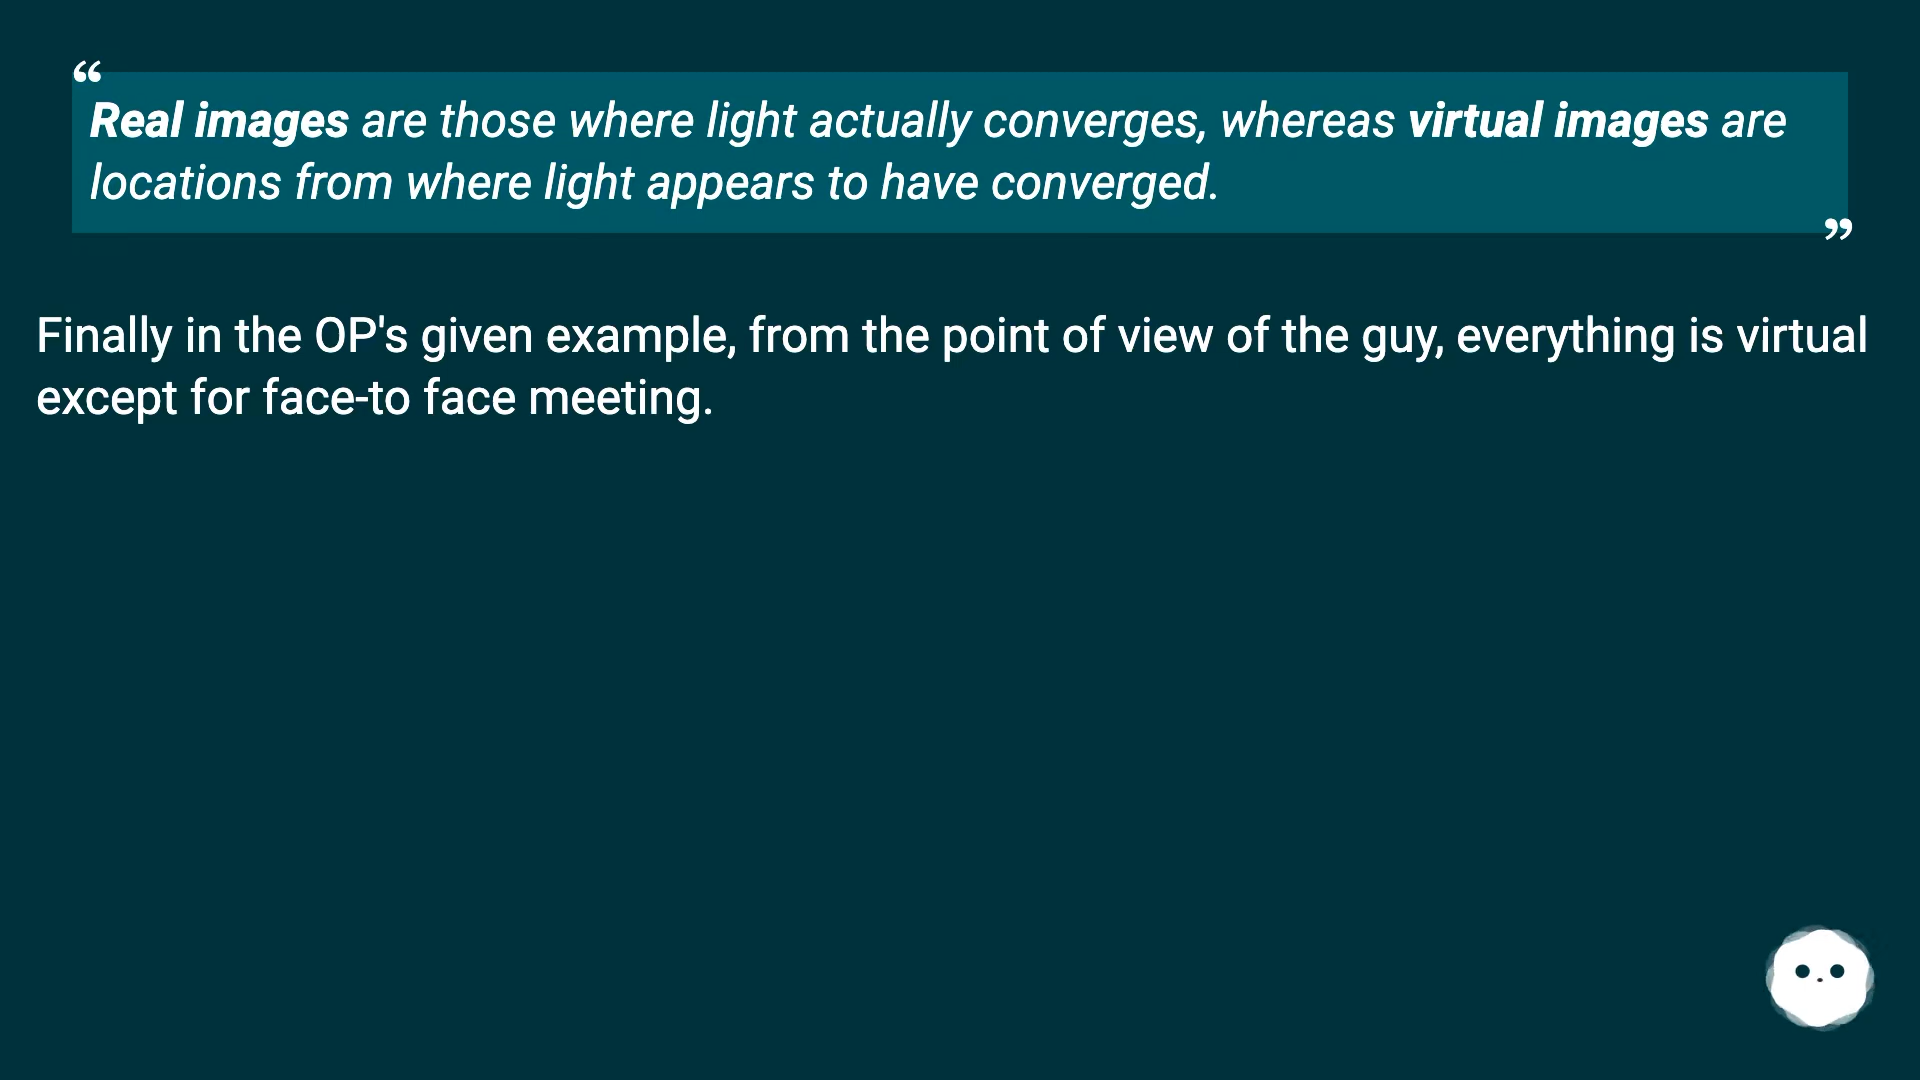 “
Real images are those where light actually converges, whereas virtual images are
locations from where light appears to have converged.
”
Finally in the OP's given example, from the point of view of the guy, everything is virtual
except for face-to face meeting.